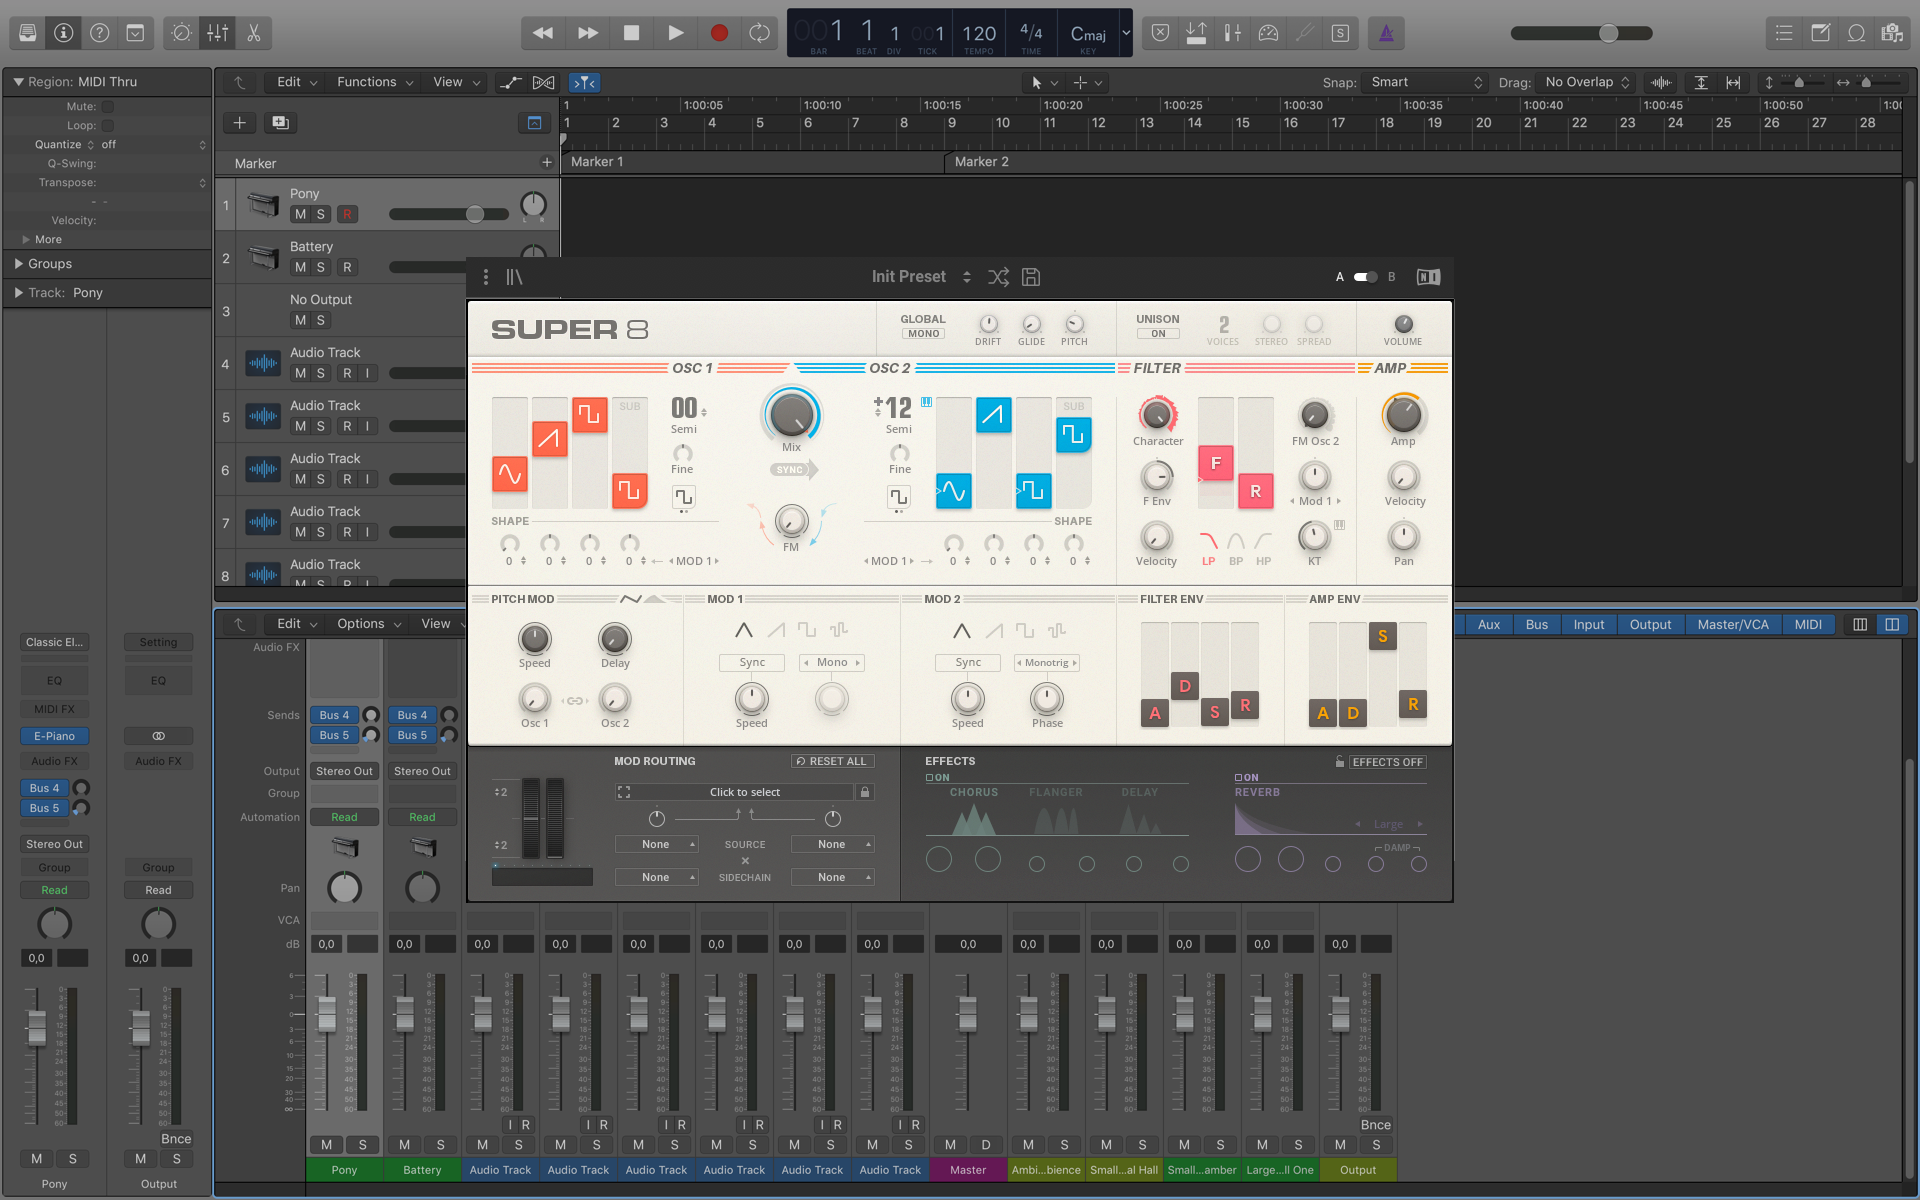 001 1 1 001 120 4/4 Cmaj
BAR BEAT DIV TICK TEMPO TIME KEY
Region: MIDI Thru
Edit Functions View
Snap: Smart Drag: No Overlap
Mute:
Loop:
Quantize off
Q-Swing:
Transpose:
Velocity:
More
Groups
Track: Pony
1 1:00:05 1:00:10 1:00:15 1:00:20 1:00:25 1:00:30 1:00:35 1:00:40 1:00:45 1:00:50 1:00
1 2 3 4 5 6 7 8 9 10 11 12 13 14 15 16 17 18 19 20 21 22 23 24 25 26 27 28
Marker
Marker 1 Marker 2
1 Pony
M S R
2 Battery
M S R
3 No Output
M S
4 Audio Track
M S R I
5 Audio Track
M S R I
6 Audio Track
M S R I
7 Audio Track
M S R I
8 Audio Track
M S R I
Init Preset A B
SUPER 8
GLOBAL
MONO
DRIFT GLIDE PITCH
UNISON
ON
2
VOICES STEREO SPREAD
VOLUME
OSC 1 OSC 2 FILTER AMP
SUB
00
Semi
Fine
Mix
SYNC
FM
+12
Semi
Fine
SUB
SHAPE SHAPE
0 0 0 0 MOD 1
MOD 1 0 0 0 0
Character
F Env
Velocity
F
R
LP BP HP
FM Osc 2
Mod 1
KT
Amp
Velocity
Pan
PITCH MOD MOD 1 MOD 2 FILTER ENV AMP ENV
Speed Delay
Osc 1 Osc 2
Sync Mono
Speed
Sync Monotrig
Speed Phase
A D S R
A D S R
MOD ROUTING RESET ALL
Click to select
2
2
None SOURCE None
None SIDECHAIN None
EFFECTS EFFECTS OFF
ON ON
CHORUS FLANGER DELAY REVERB
Large
DAMP
Edit Options View
Aux Bus Input Output Master/VCA MIDI
Classic El... Setting
EQ EQ
MIDI FX
E-Piano
Audio FX Audio FX
Bus 4
Bus 5
Stereo Out
Group Group
Read Read
0,0 0,0
Bnce
M S M S
Pony Output
Audio FX
Sends Bus 4 Bus 4
Bus 5 Bus 5
Output Stereo Out Stereo Out
Group
Automation Read Read
Pan
VCA
dB 0,0 0,0 0,0 0,0 0,0 0,0 0,0 0,0 0,0 0,0 0,0 0,0 0,0 0,0
I R I R I R I R I R I R Bnce
M S M S M S M S M S M S M S M S M D M S M S M S M S M S
Pony Battery Audio Track Audio Track Audio Track Audio Track Audio Track Audio Track Master Ambi...bience Small...al Hall Small...amber Large...ll One Output